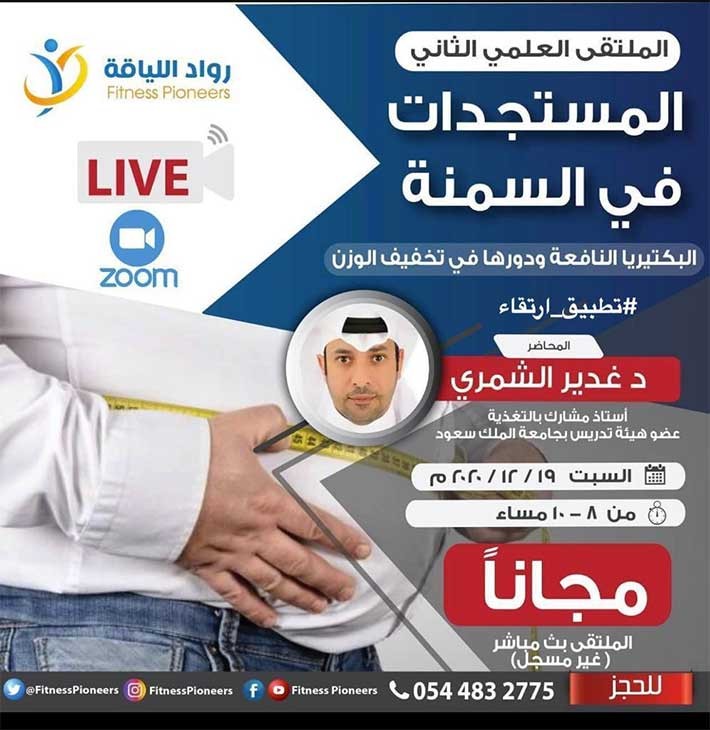 الملتقى العلمي الثاني
رواد اللياقة
Fitness Pioneers
المستجدات
في السمنة
LIVE
zoom
البكتيريا النافعة ودورها في تخفيف الوزن
#تطبيق_ارتقاء
المحاضر
د غدير الشمري
أستاذ مشارك بالتغذية
عضو هيئة تدريس بجامعة الملك سعود
السبت ١٩ / ١٢ / ٢٠٢٠ م
من ٨ - ١٠ مساء
مجاناً
الملتقى بث مباشر
( غير مسجل)
@FitnessPioneers FitnessPioneers Fitness Pioneers 054 483 2775 للحجز